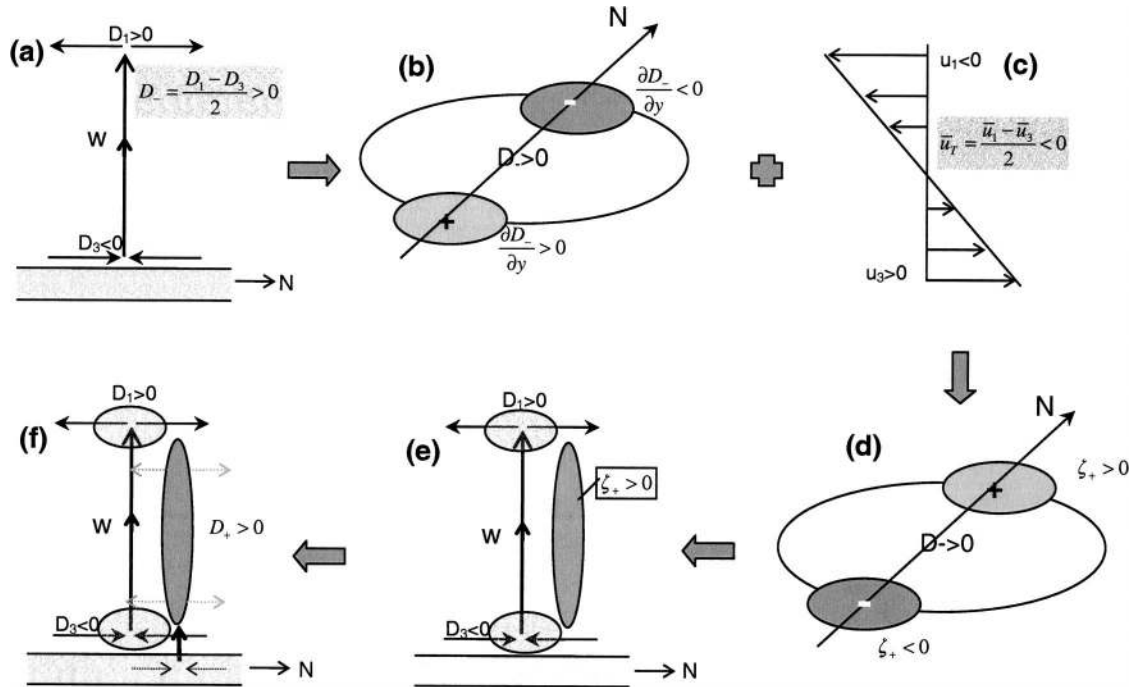 (a)
D₁>0
D₋ = (D₁ − D₃)/2 > 0
W
D₃<0
N
(b)
N
∂D₋/∂y < 0
-
D->0
+
∂D₋/∂y > 0
(c)
u₁<0
ū_T = (ū₁ − ū₃)/2 < 0
u₃>0
(d)
N
ζ₊ > 0
+
D->0
-
ζ₊ < 0
(e)
D₁>0
ζ₊ > 0
W
D₃<0
N
(f)
D₁>0
W
D₊ > 0
D₃<0
N